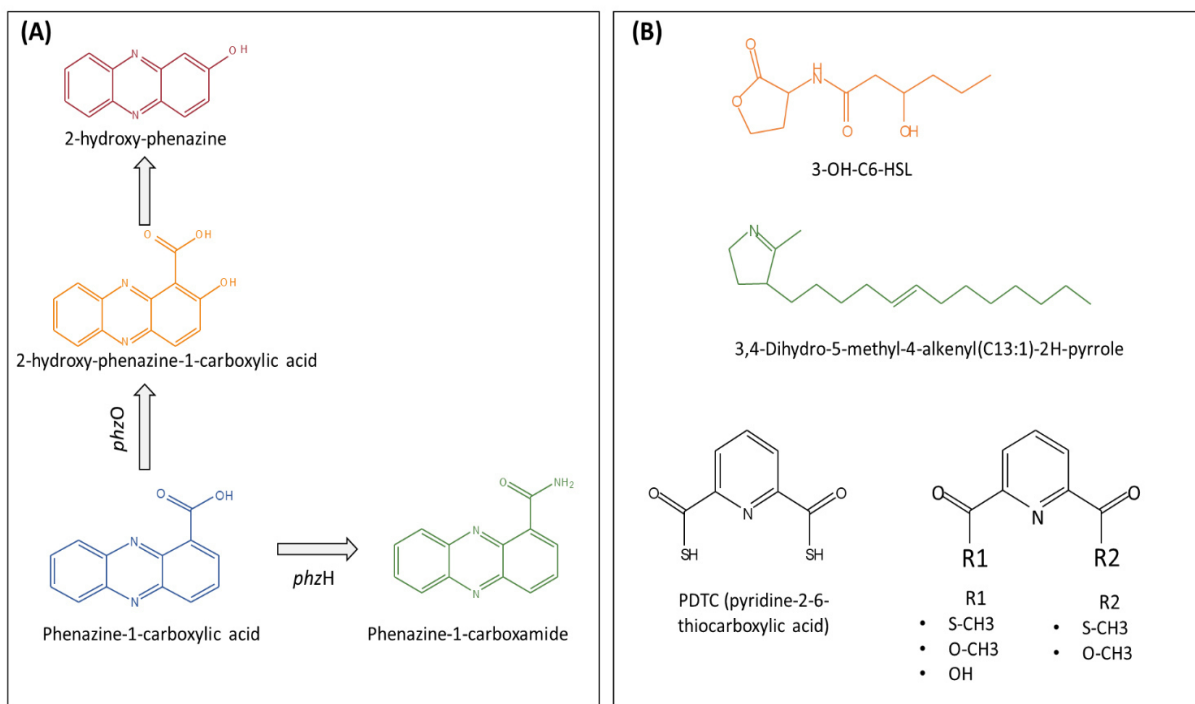 (A)
N
N
O
H
2-hydroxy-phenazine
O
OH
N
N
O
H
2-hydroxy-phenazine-1-carboxylic acid
phzO
O
OH
N
N
Phenazine-1-carboxylic acid
phzH
O
NH2
N
N
Phenazine-1-carboxamide
(B)
O
H
N
O
O
OH
3-OH-C6-HSL
N
3,4-Dihydro-5-methyl-4-alkenyl(C13:1)-2H-pyrrole
O
N
O
SH
SH
PDTC (pyridine-2-6-
thiocarboxylic acid)
O
N
O
R1
R2
R1
• S-CH3
• O-CH3
• OH
R2
• S-CH3
• O-CH3